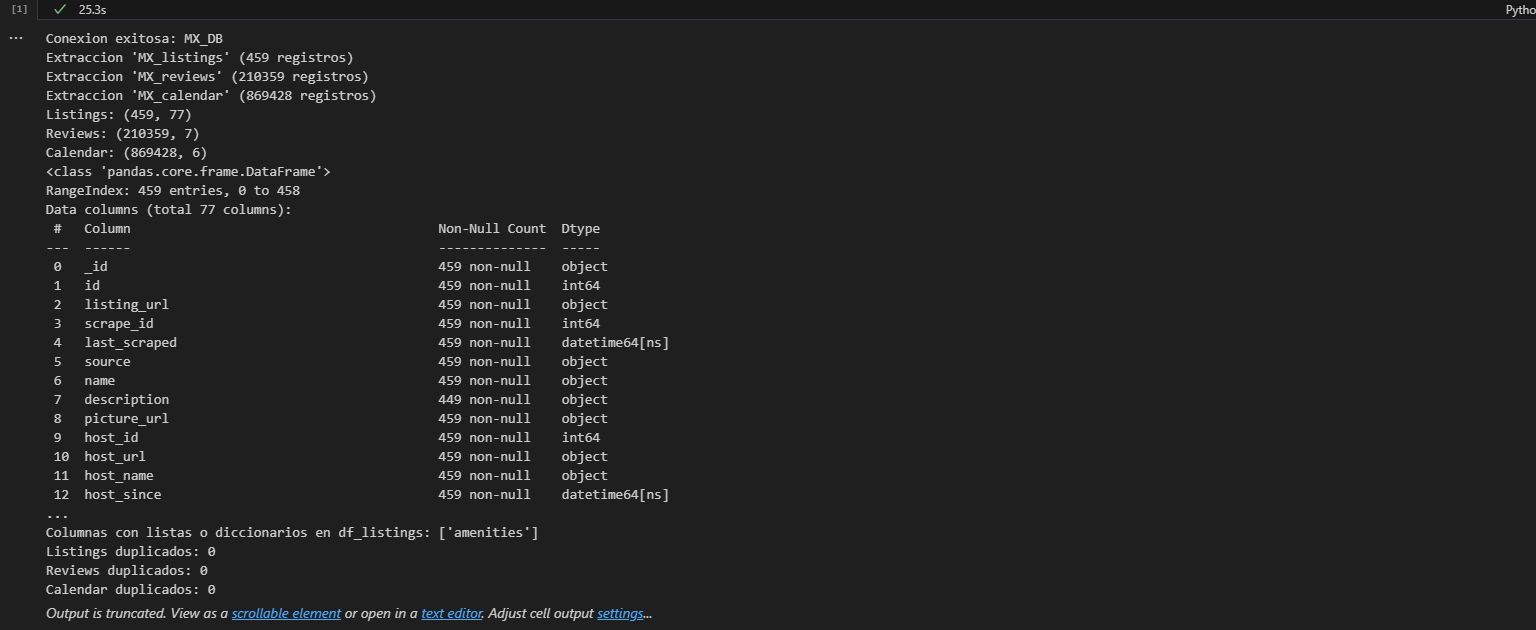 [1] ✓ 25.3s Pytho
... Conexion exitosa: MX_DB
Extraccion 'MX_listings' (459 registros)
Extraccion 'MX_reviews' (210359 registros)
Extraccion 'MX_calendar' (869428 registros)
Listings: (459, 77)
Reviews: (210359, 7)
Calendar: (869428, 6)
<class 'pandas.core.frame.DataFrame'>
RangeIndex: 459 entries, 0 to 458
Data columns (total 77 columns):
 #   Column                                        Non-Null Count  Dtype
---  ------                                        --------------  -----
 0   _id                                           459 non-null    object
 1   id                                            459 non-null    int64
 2   listing_url                                   459 non-null    object
 3   scrape_id                                     459 non-null    int64
 4   last_scraped                                  459 non-null    datetime64[ns]
 5   source                                        459 non-null    object
 6   name                                          459 non-null    object
 7   description                                   449 non-null    object
 8   picture_url                                   459 non-null    object
 9   host_id                                       459 non-null    int64
 10  host_url                                      459 non-null    object
 11  host_name                                     459 non-null    object
 12  host_since                                    459 non-null    datetime64[ns]
...
Columnas con listas o diccionarios en df_listings: ['amenities']
Listings duplicados: 0
Reviews duplicados: 0
Calendar duplicados: 0
Output is truncated. View as a scrollable element or open in a text editor. Adjust cell output settings...